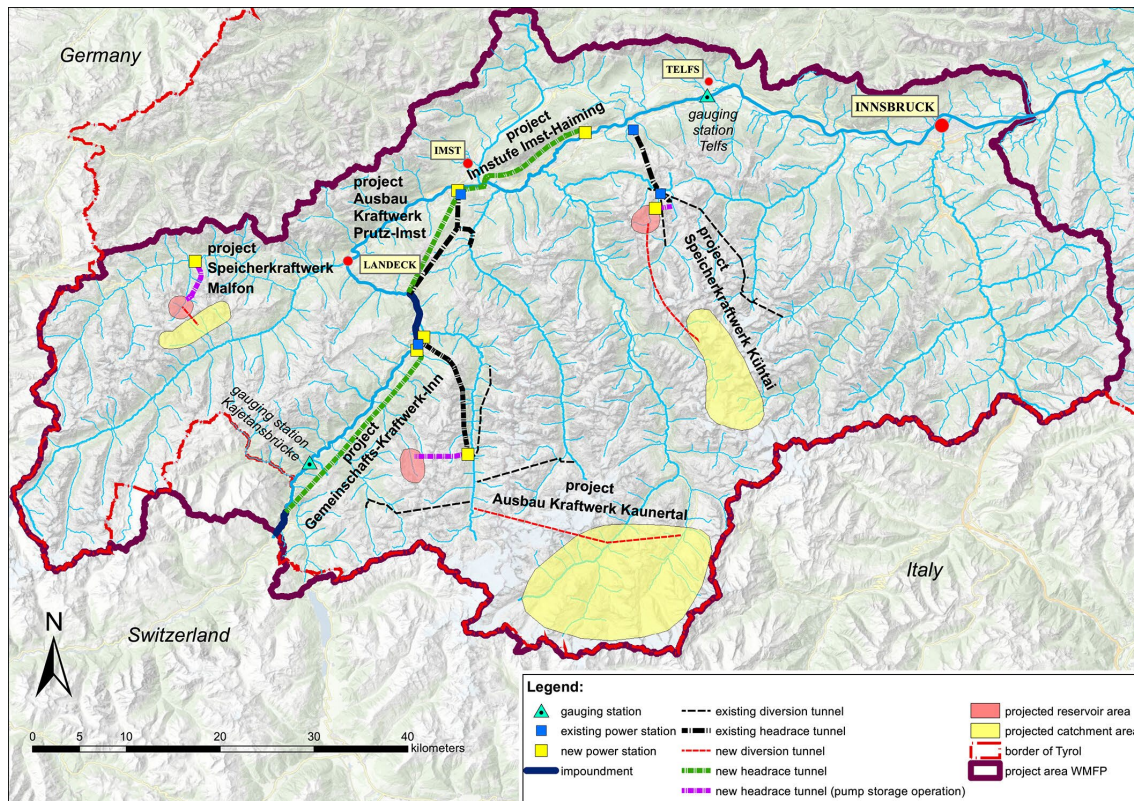 Germany
TELFS
INNSBRUCK
gauging
station
Telfs
project
Innstufe Imst-Haiming
IMST
project
Ausbau
Kraftwerk
Prutz-Imst
LANDECK
project
Speicherkraftwerk
Malfon
project
Speicherkraftwerk Kühtai
gauging station
Kajetansbrücke
project
Gemeinschafts-Kraftwerk-Inn
project
Ausbau Kraftwerk Kaunertal
Italy
Switzerland
N
0 5 10 20 30 40
kilometers
Legend:
gauging station
existing power station
new power station
impoundment
existing diversion tunnel
existing headrace tunnel
new diversion tunnel
new headrace tunnel
new headrace tunnel (pump storage operation)
projected reservoir area
projected catchment area
border of Tyrol
project area WMFP